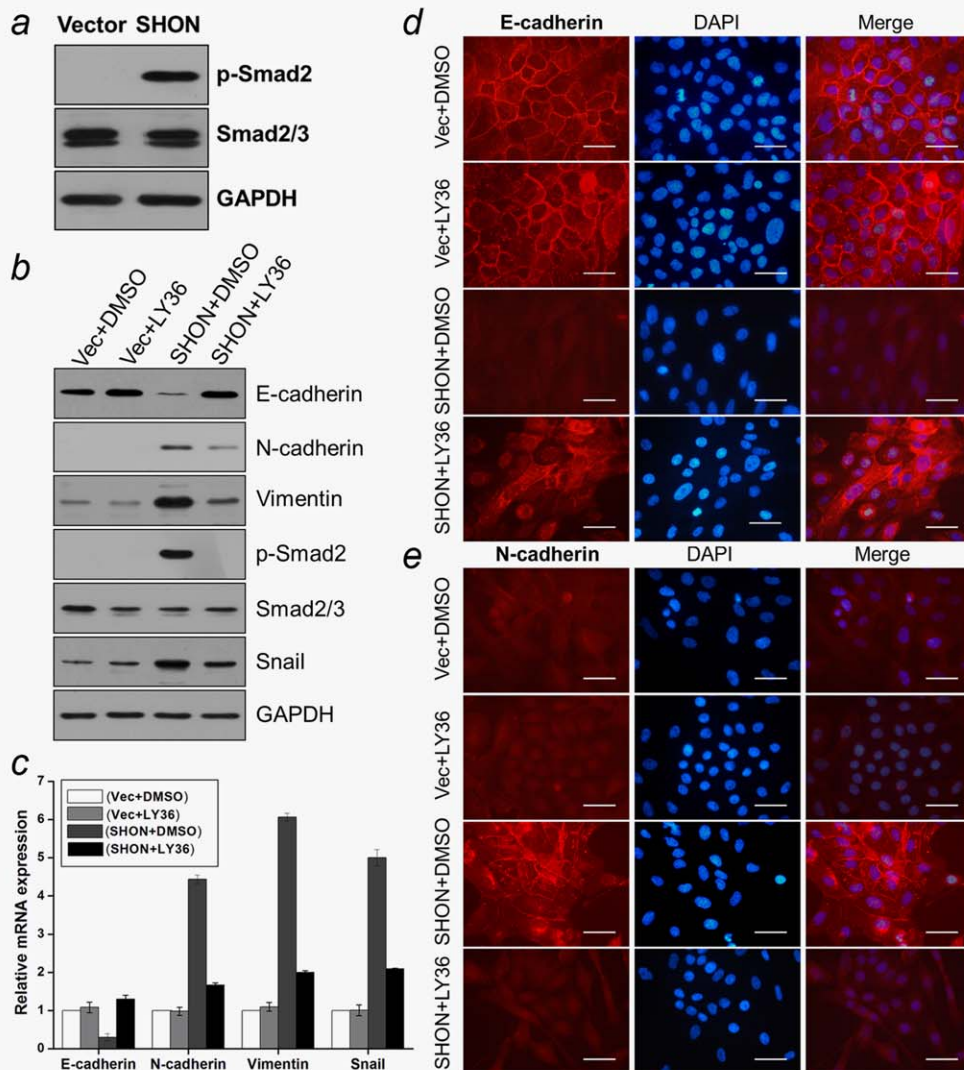 a
Vector SHON
p-Smad2
Smad2/3
GAPDH
b
Vec+DMSO
Vec+LY36
SHON+DMSO
SHON+LY36
E-cadherin
N-cadherin
Vimentin
p-Smad2
Smad2/3
Snail
GAPDH
c
Relative mRNA expression
7
6
5
4
3
2
1
0
(Vec+DMSO)
(Vec+LY36)
(SHON+DMSO)
(SHON+LY36)
E-cadherin N-cadherin Vimentin Snail
d
E-cadherin DAPI Merge
Vec+DMSO
Vec+LY36
SHON+DMSO
SHON+LY36
e
N-cadherin DAPI Merge
Vec+DMSO
Vec+LY36
SHON+DMSO
SHON+LY36